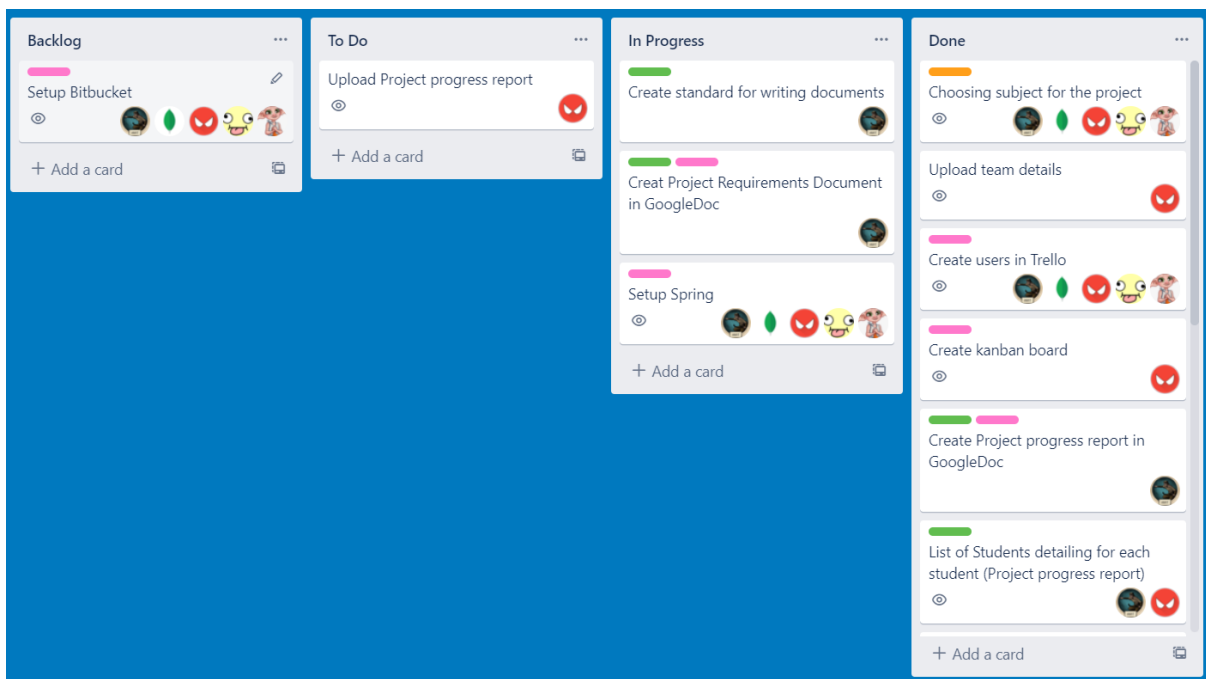 Backlog
Setup Bitbucket
+ Add a card
To Do
Upload Project progress report
+ Add a card
In Progress
Create standard for writing documents
Creat Project Requirements Document
in GoogleDoc
Setup Spring
+ Add a card
Done
Choosing subject for the project
Upload team details
Create users in Trello
Create kanban board
Create Project progress report in
GoogleDoc
List of Students detailing for each
student (Project progress report)
+ Add a card